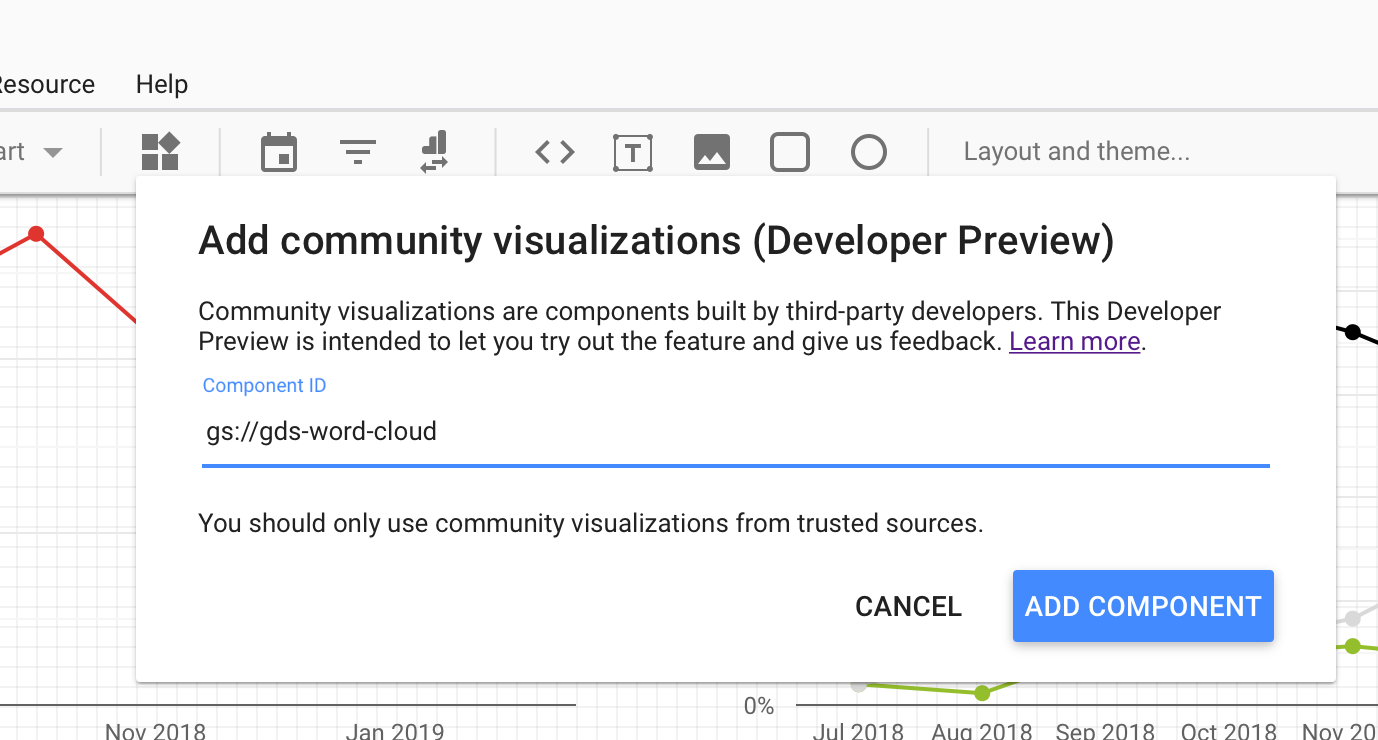 Resource Help
art
T
Layout and theme...
Add community visualizations (Developer Preview)
Community visualizations are components built by third-party developers. This Developer
Preview is intended to let you try out the feature and give us feedback. Learn more.
Component ID
gs://gds-word-cloud
You should only use community visualizations from trusted sources.
CANCEL ADD COMPONENT
0%
Nov 2018 Jan 2019 Jul 2018 Aug 2018 Sep 2018 Oct 2018 Nov 20